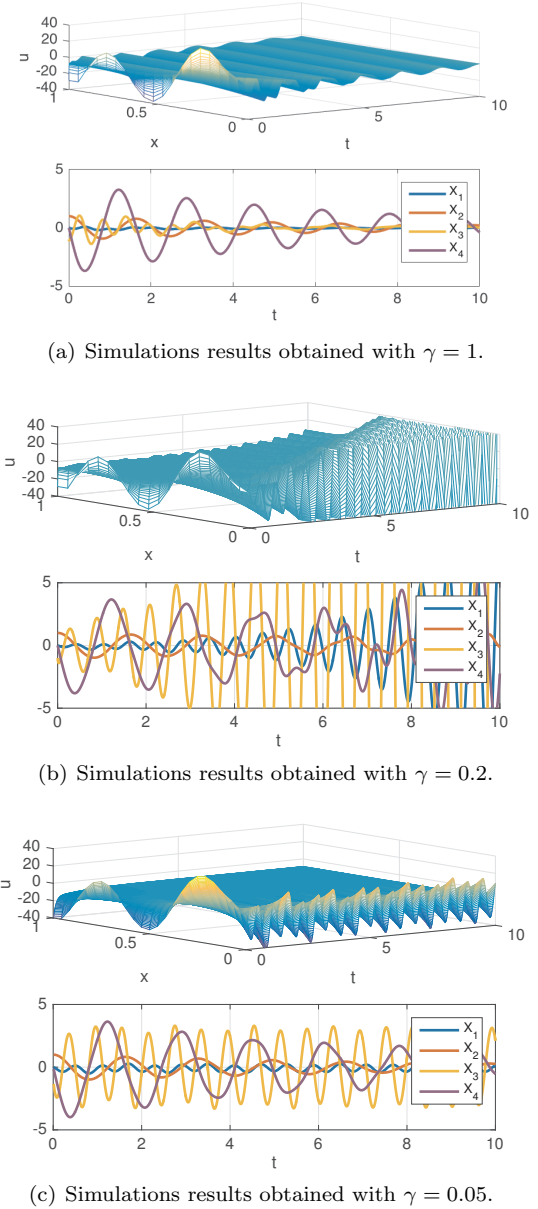 40
20
0
-20
-40
u
1
0.5
0
x
0
5
10
t
5
0
-5
0 2 4 6 8 10
t
X1
X2
X3
X4
(a) Simulations results obtained with γ = 1.
40
20
0
-20
-40
u
1
0.5
0
x
0
5
10
t
5
0
-5
0 2 4 6 8 10
t
X1
X2
X3
X4
(b) Simulations results obtained with γ = 0.2.
40
20
0
-20
-40
u
1
0.5
0
x
0
5
10
t
5
0
-5
0 2 4 6 8 10
t
X1
X2
X3
X4
(c) Simulations results obtained with γ = 0.05.